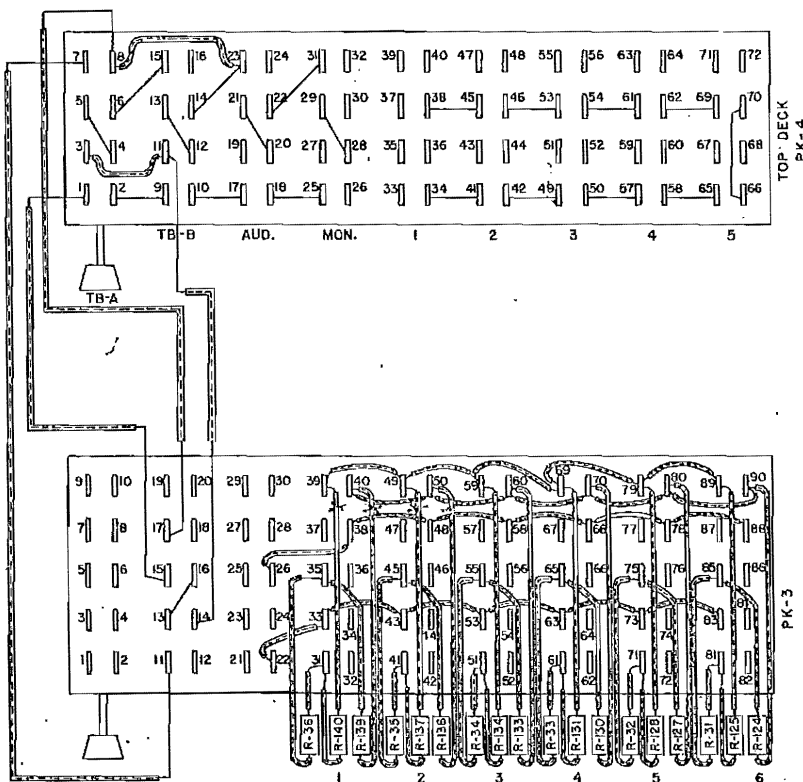 7 8 15 16 23 24 31 32 39 40 47 48 55 56 63 64 71 72
5 6 13 14 21 22 29 30 37 38 45 46 53 54 61 62 69 70
3 4 11 12 19 20 27 28 35 36 43 44 51 52 59 60 67 68
1 2 9 10 17 18 25 26 33 34 41 42 49 50 57 58 65 66
TOP DECK
PK-4
TB-B AUD. MON. 1 2 3 4 5
TB-A
9 10 19 20 29 30 39 40 49 50 59 60 69 70 79 80 89 90
7 8 17 18 27 28 37 38 47 48 57 58 67 68 77 78 87 88
5 6 15 16 25 26 35 36 45 46 55 56 65 66 75 76 85 86
3 4 13 14 23 24 33 34 43 14 53 54 63 64 73 74 83 81
1 2 11 12 21 22 31 32 41 42 51 52 61 62 71 72 81 82
PK-3
R-36 R-140 R-139 R-35 R-137 R-136 R-34 R-134 R-133 R-33 R-131 R-130 R-32 R-128 R-127 R-31 R-125 R-124
1 2 3 4 5 6